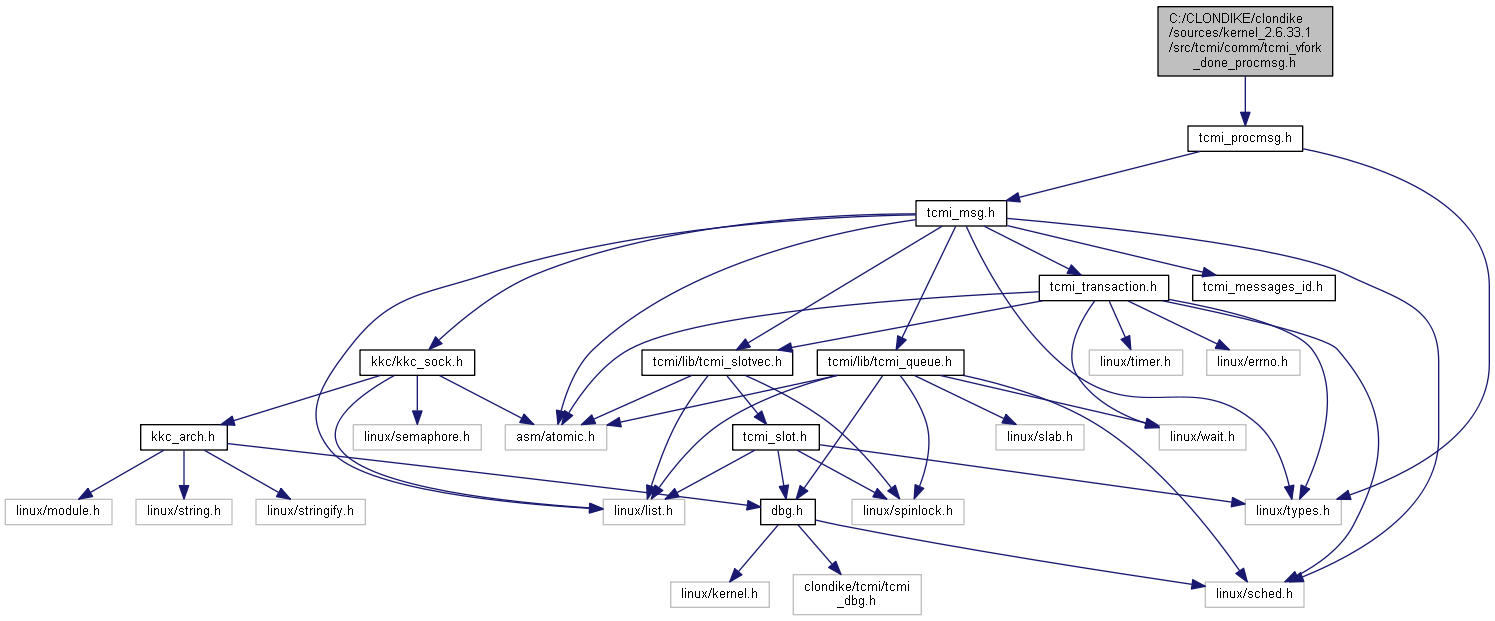 C:/CLONDIKE/clondike
/sources/kernel_2.6.33.1
/src/tcmi/comm/tcmi_vfork
_done_procmsg.h
tcmi_procmsg.h
tcmi_msg.h
tcmi_transaction.h
tcmi_messages_id.h
kkc/kkc_sock.h
tcmi/lib/tcmi_slotvec.h
tcmi/lib/tcmi_queue.h
linux/timer.h
linux/errno.h
kkc_arch.h
linux/semaphore.h
asm/atomic.h
tcmi_slot.h
linux/slab.h
linux/wait.h
linux/module.h
linux/string.h
linux/stringify.h
linux/list.h
dbg.h
linux/spinlock.h
linux/types.h
linux/kernel.h
clondike/tcmi/tcmi
_dbg.h
linux/sched.h